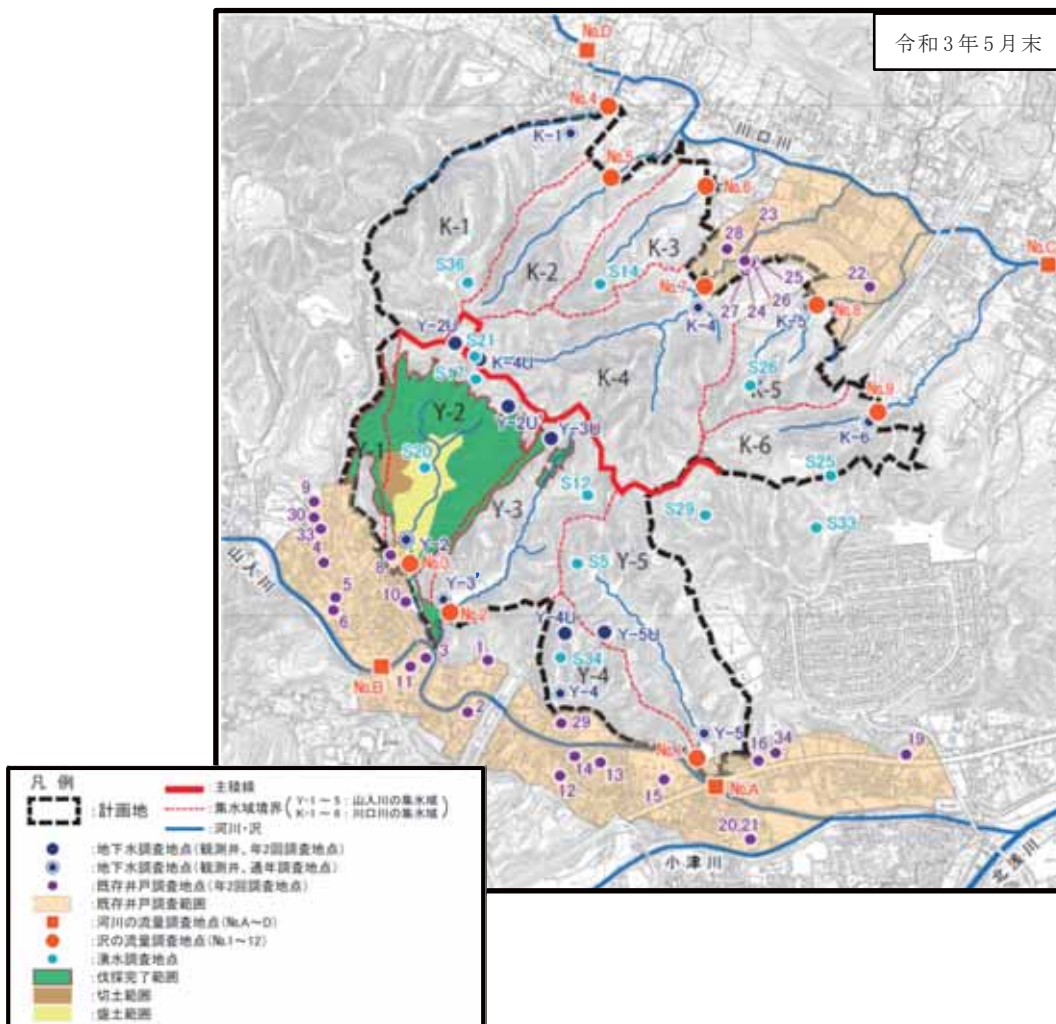 令和3年5月末
No.D
No.4
K-1
川口川
No.5
No.6
K-1
K-2
K-3
S36
S14
28
23
25
22
No.C
26
27
24
No.7
No.8
K-4
K-5
Y-2U
S21
K-4U
S17
K-4
S26
K-5
No.9
Y-2
Y-2U
Y-3U
K-6
K-6
Y-1
S20
S12
S25
Y-3
S29
S33
9
30
33
4
Y-2
S5
Y-5
山入川
8
No.3
5
10
Y-3'
6
No.2
Y-4U
Y-5U
3
1
S34
Y-4
No.B
11
Y-4
2
29
Y-5
16
34
19
14
13
12
15
No.A
20,21
小津川
北浅川
凡 例
:計画地
:主稜線
:集水域境界
Y-1~5:山入川の集水域
K-1~6:川口川の集水域
:河川・沢
:地下水調査地点(観測井、年2回調査地点)
:地下水調査地点(観測井、通年調査地点)
:既存井戸調査地点(年2回調査地点)
:既存井戸調査範囲
:河川の流量調査地点(No.A~D)
:沢の流量調査地点(No.1~12)
:湧水調査地点
:伐採完了範囲
:切土範囲
:盛土範囲